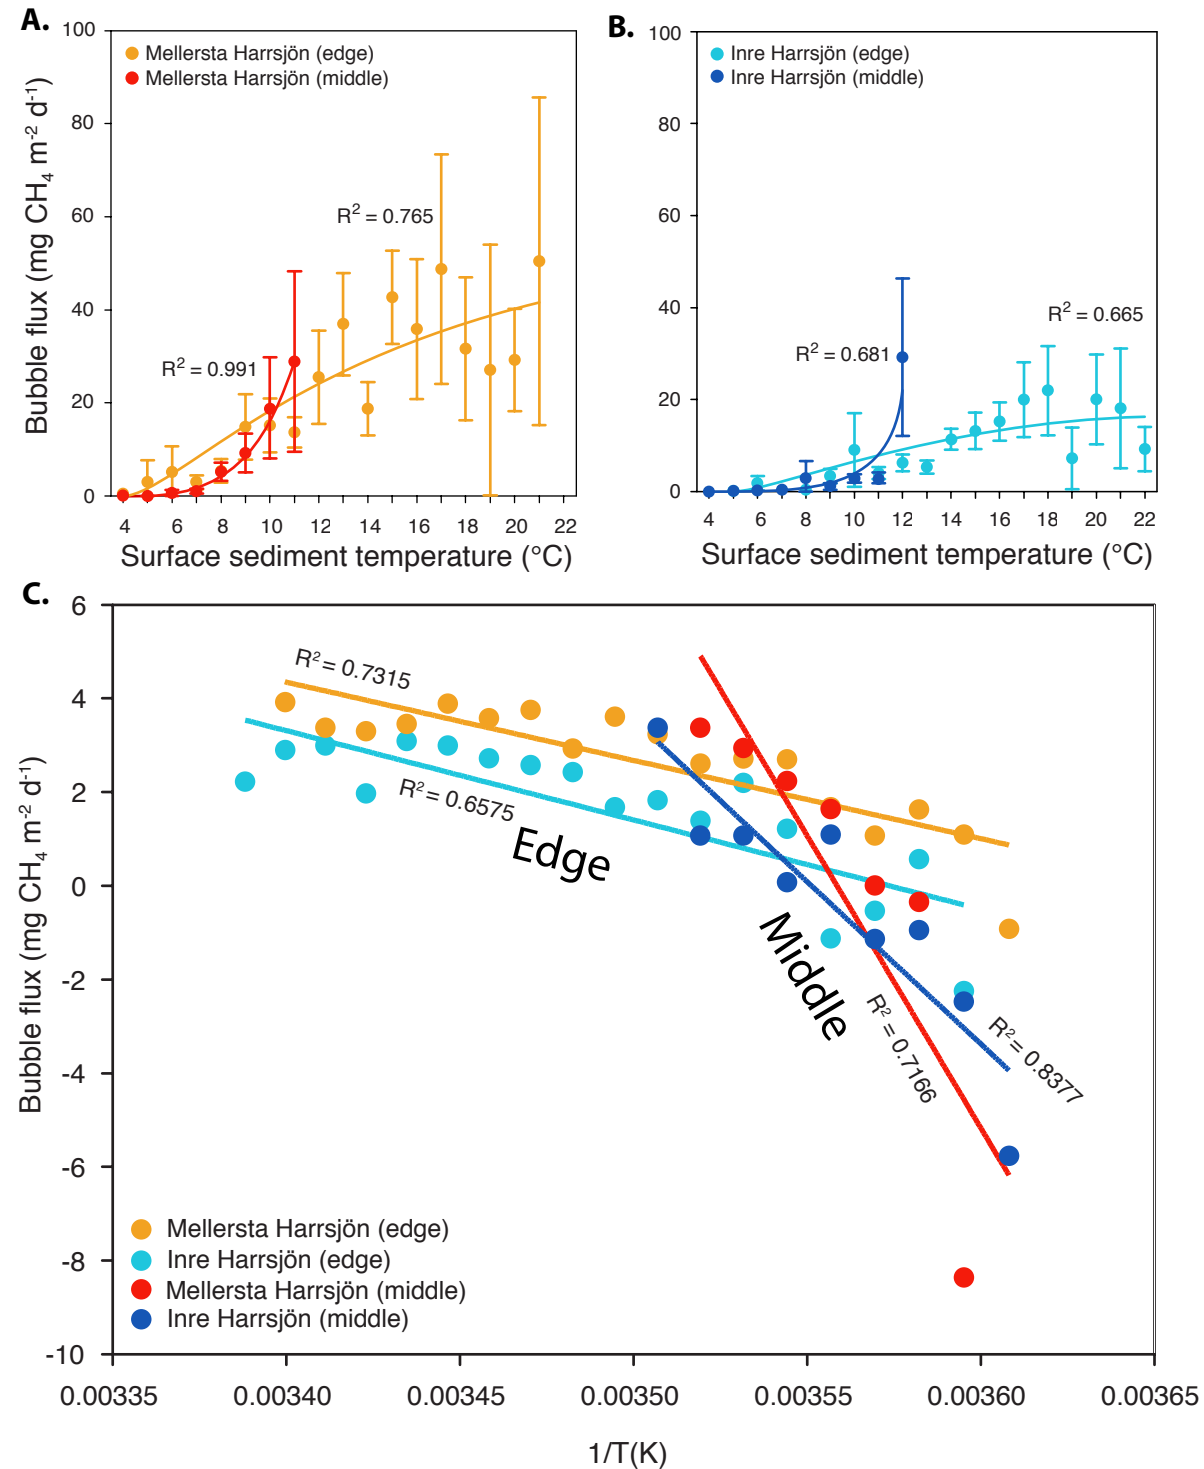 A.
100
80
60
40
20
0
Bubble flux (mg CH₄ m⁻² d⁻¹)
Mellersta Harrsjön (edge)
Mellersta Harrsjön (middle)
R² = 0.765
R² = 0.991
4 6 8 10 12 14 16 18 20 22
Surface sediment temperature (°C)
B.
100
80
60
40
20
0
Inre Harrsjön (edge)
Inre Harrsjön (middle)
R² = 0.665
R² = 0.681
4 6 8 10 12 14 16 18 20 22
Surface sediment temperature (°C)
C.
6
4
2
0
-2
-4
-6
-8
-10
Bubble flux (mg CH₄ m⁻² d⁻¹)
R² = 0.7315
R² = 0.6575
Edge
Middle
R² = 0.7166
R² = 0.8377
Mellersta Harrsjön (edge)
Inre Harrsjön (edge)
Mellersta Harrsjön (middle)
Inre Harrsjön (middle)
0.00335 0.00340 0.00345 0.00350 0.00355 0.00360 0.00365
1/T(K)